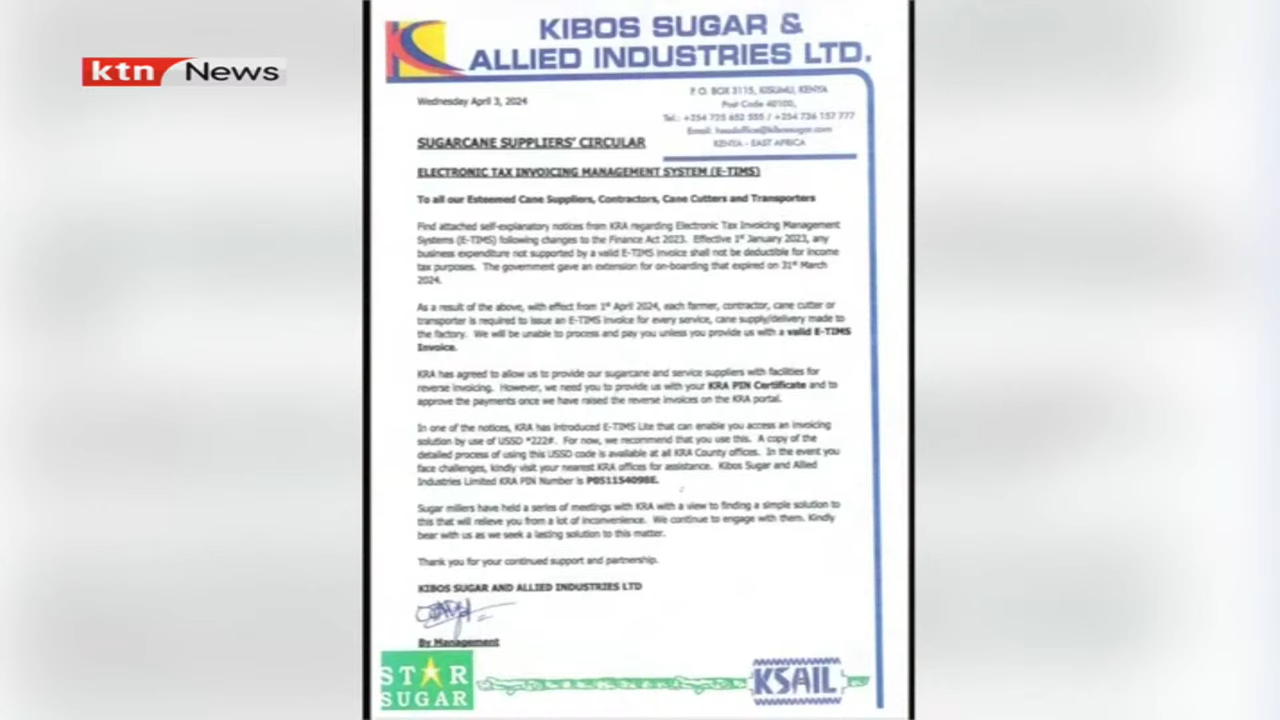 ktn News
KIBOS SUGAR &
ALLIED INDUSTRIES LTD.
P. O. BOX 3115, KISUMU, KENYA
Post Code 40100,
Tel.: +254 725 652 555 / +254 736 157 777
Email: headoffice@kibossugar.com
KENYA - EAST AFRICA
Wednesday April 3, 2024
SUGARCANE SUPPLIERS' CIRCULAR
ELECTRONIC TAX INVOICING MANAGEMENT SYSTEM (E-TIMS)
To all our Esteemed Cane Suppliers, Contractors, Cane Cutters and Transporters
Find attached self-explanatory notices from KRA regarding Electronic Tax Invoicing Management
Systems (E-TIMS) following changes to the Finance Act 2023. Effective 1st January 2023, any
business expenditure not supported by a valid E-TIMS invoice shall not be deductible for income
tax purposes. The government gave an extension for on-boarding that expired on 31st March
2024.
As a result of the above, with effect from 1st April 2024, each farmer, contractor, cane cutter or
transporter is required to issue an E-TIMS invoice for every service, cane supply/delivery made to
the factory. We will be unable to process and pay you unless you provide us with a valid E-TIMS
Invoice.
KRA has agreed to allow us to provide our sugarcane and service suppliers with facilities for
reverse invoicing. However, we need you to provide us with your KRA PIN Certificate and to
approve the payments once we have raised the reverse invoices on the KRA portal.
In one of the notices, KRA has introduced E-TIMS Lite that can enable you access an invoicing
solution by use of USSD *222#. For now, we recommend that you use this. A copy of the
detailed process of using this USSD code is available at all KRA County offices. In the event you
face challenges, kindly visit your nearest KRA offices for assistance. Kibos Sugar and Allied
Industries Limited KRA PIN Number is P051154098E.
Sugar millers have held a series of meetings with KRA with a view to finding a simple solution to
this that will relieve you from a lot of inconvenience. We continue to engage with them. Kindly
bear with us as we seek a lasting solution to this matter.
Thank you for your continued support and partnership.
KIBOS SUGAR AND ALLIED INDUSTRIES LTD
By Management
STAR
SUGAR
KSAIL